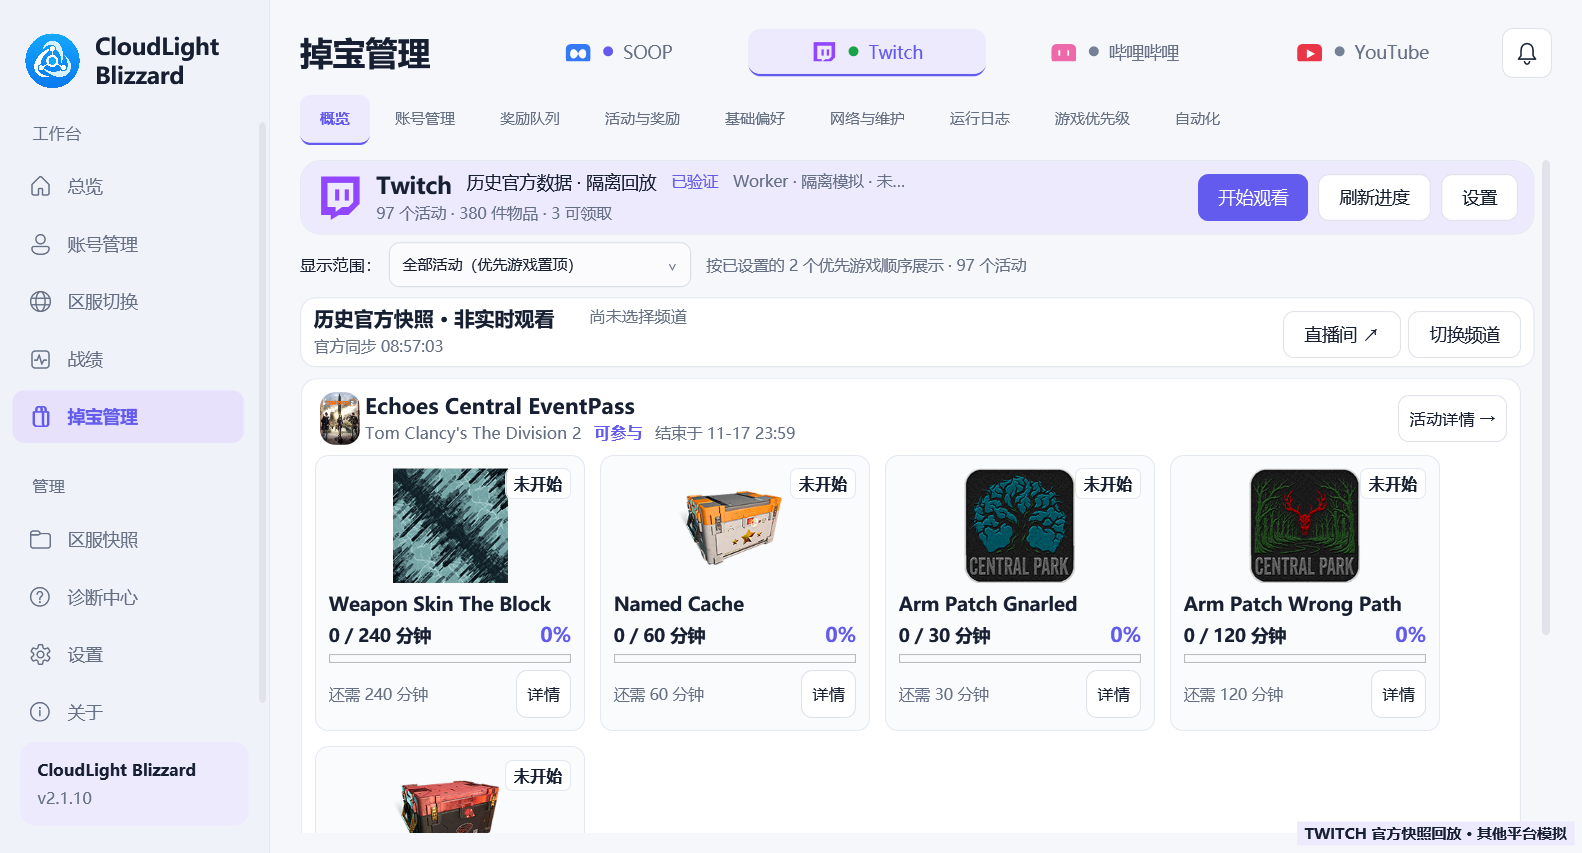 CloudLight
Blizzard
工作台
总览
账号管理
区服切换
战绩
掉宝管理
管理
区服快照
诊断中心
设置
关于
CloudLight Blizzard
v2.1.10
掉宝管理
SOOP
Twitch
哔哩哔哩
YouTube
概览
账号管理
奖励队列
活动与奖励
基础偏好
网络与维护
运行日志
游戏优先级
自动化
Twitch 历史官方数据 · 隔离回放 已验证 Worker · 隔离模拟 · 未...
97 个活动 · 380 件物品 · 3 可领取
开始观看
刷新进度
设置
显示范围：
全部活动（优先游戏置顶）
按已设置的 2 个优先游戏顺序展示 · 97 个活动
历史官方快照 • 非实时观看
尚未选择频道
官方同步 08:57:03
直播间 ↗
切换频道
Echoes Central EventPass
Tom Clancy's The Division 2 可参与 结束于 11-17 23:59
活动详情 →
未开始
Weapon Skin The Block
0 / 240 分钟 0%
还需 240 分钟
详情
未开始
Named Cache
0 / 60 分钟 0%
还需 60 分钟
详情
未开始
CENTRAL PARK
Arm Patch Gnarled
0 / 30 分钟 0%
还需 30 分钟
详情
未开始
CENTRAL PARK
Arm Patch Wrong Path
0 / 120 分钟 0%
还需 120 分钟
详情
未开始
TWITCH 官方快照回放 • 其他平台模拟